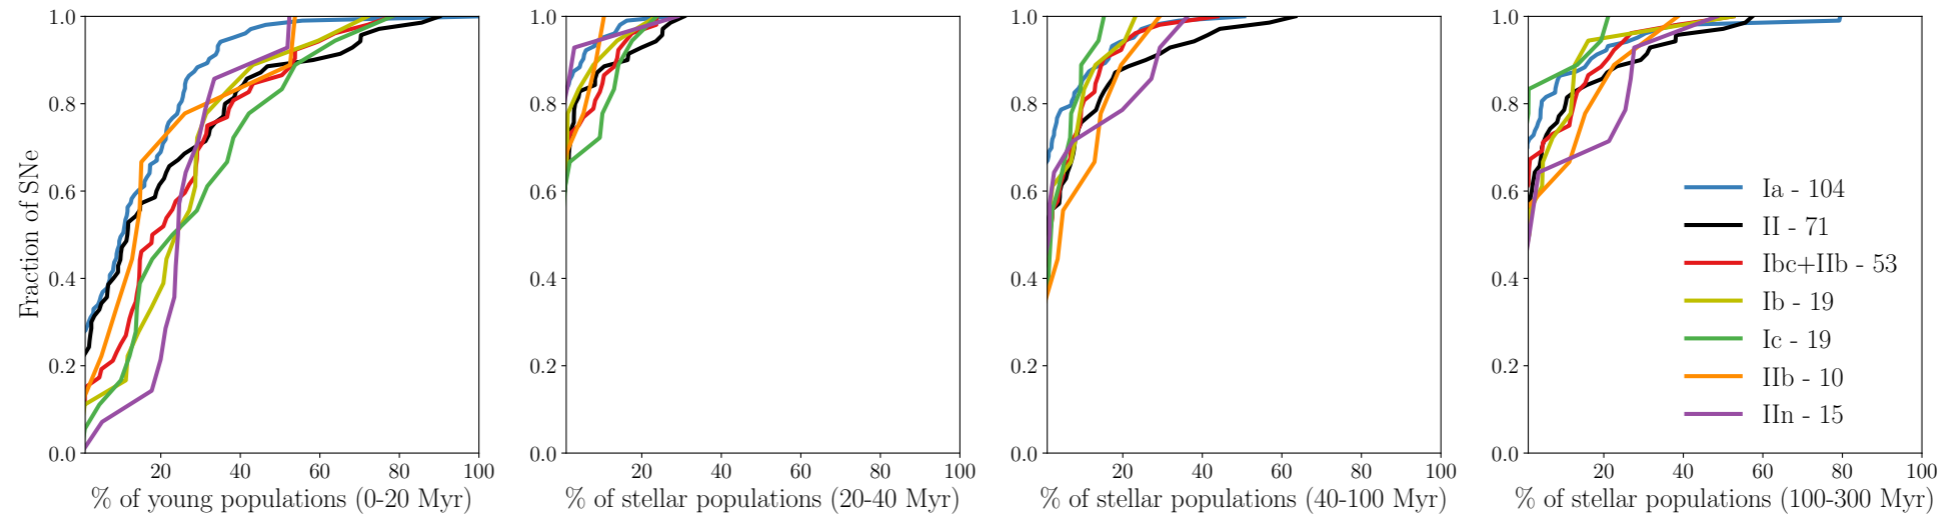 Fraction of SNe
1.0
0.8
0.6
0.4
0.2
0.0
20 40 60 80 100
% of young populations (0-20 Myr)
1.0
0.8
0.6
0.4
0.2
0.0
20 40 60 80 100
% of stellar populations (20-40 Myr)
1.0
0.8
0.6
0.4
0.2
0.0
20 40 60 80 100
% of stellar populations (40-100 Myr)
1.0
0.8
0.6
0.4
0.2
0.0
20 40 60 80 100
% of stellar populations (100-300 Myr)
Ia - 104
II - 71
Ibc+IIb - 53
Ib - 19
Ic - 19
IIb - 10
IIn - 15